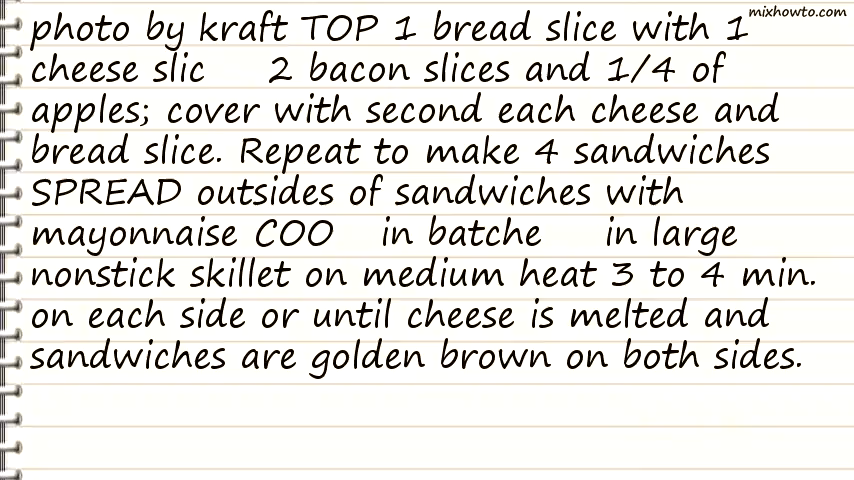 mixhowto.com
photo by kraft TOP 1 bread slice with 1
cheese slic 2 bacon slices and 1/4 of
apples; cover with second each cheese and
bread slice. Repeat to make 4 sandwiches
SPREAD outsides of sandwiches with
mayonnaise COO in batche in large
nonstick skillet on medium heat 3 to 4 min.
on each side or until cheese is melted and
sandwiches are golden brown on both sides.